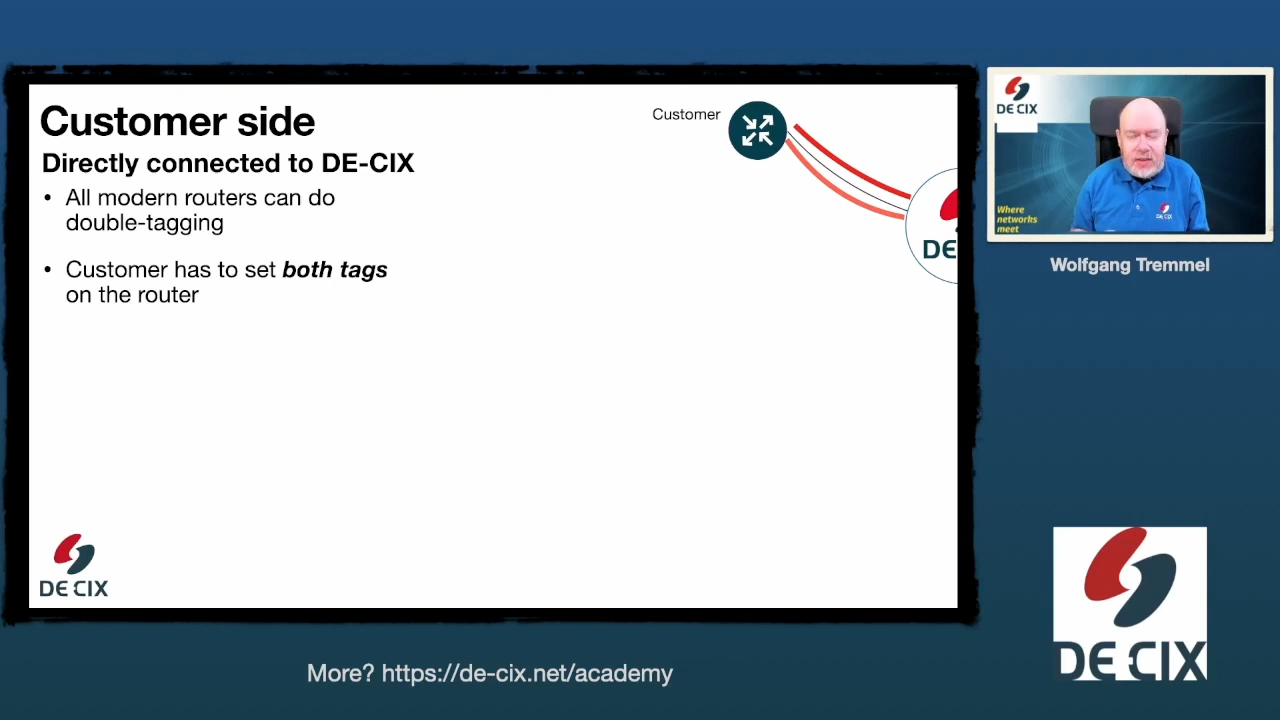 Customer side
Directly connected to DE-CIX
• All modern routers can do
double-tagging
• Customer has to set both tags
on the router
Customer
DE
DE CIX
DE CIX
Where
networks
meet
Wolfgang Tremmel
DE CIX
More? https://de-cix.net/academy